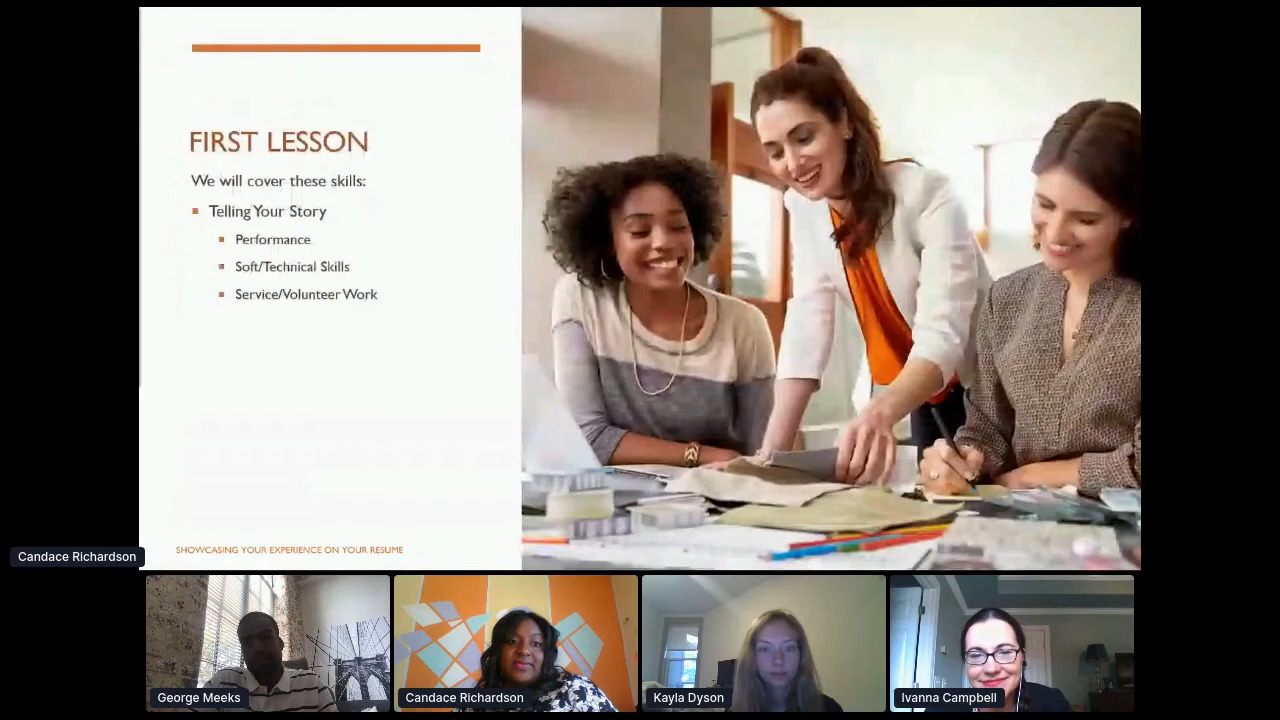 FIRST LESSON
We will cover these skills:
Telling Your Story
Performance
Soft/Technical Skills
Service/Volunteer Work
SHOWCASING YOUR EXPERIENCE ON YOUR RESUME
Candace Richardson
George Meeks
Candace Richardson
Kayla Dyson
Ivanna Campbell